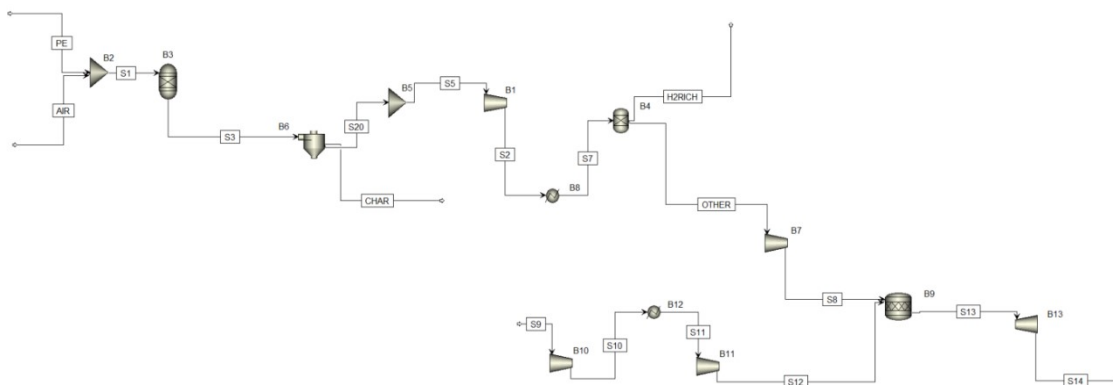 PE
B2
S1
B3
AIR
S3
B6
S20
B5
S5
B1
B4
H2RICH
S2
S7
B8
CHAR
OTHER
B7
S8
B9
S13
B13
B12
S9
B10
S10
S11
B11
S12
S14